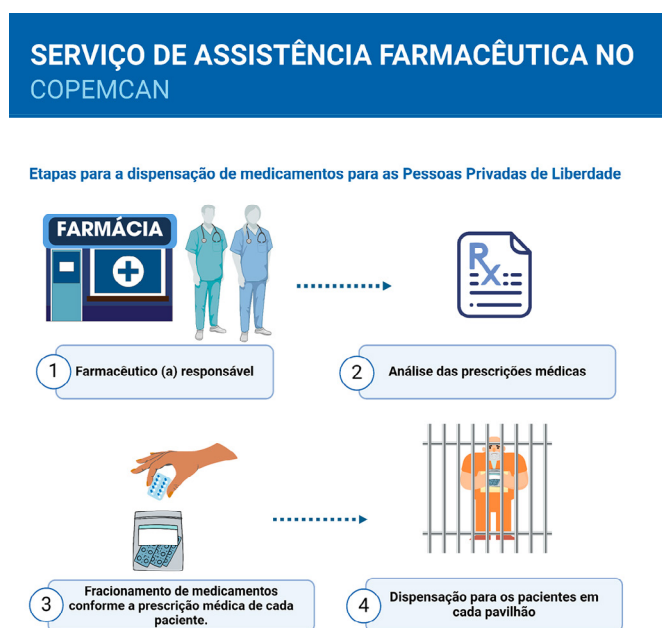 SERVIÇO DE ASSISTÊNCIA FARMACÊUTICA NO
COPEMCAN
Etapas para a dispensação de medicamentos para as Pessoas Privadas de Liberdade
FARMÁCIA
Rx
1 Farmacêutico (a) responsável
2 Análise das prescrições médicas
3 Fracionamento de medicamentos
conforme a prescrição médica de cada
paciente.
4 Dispensação para os pacientes em
cada pavilhão